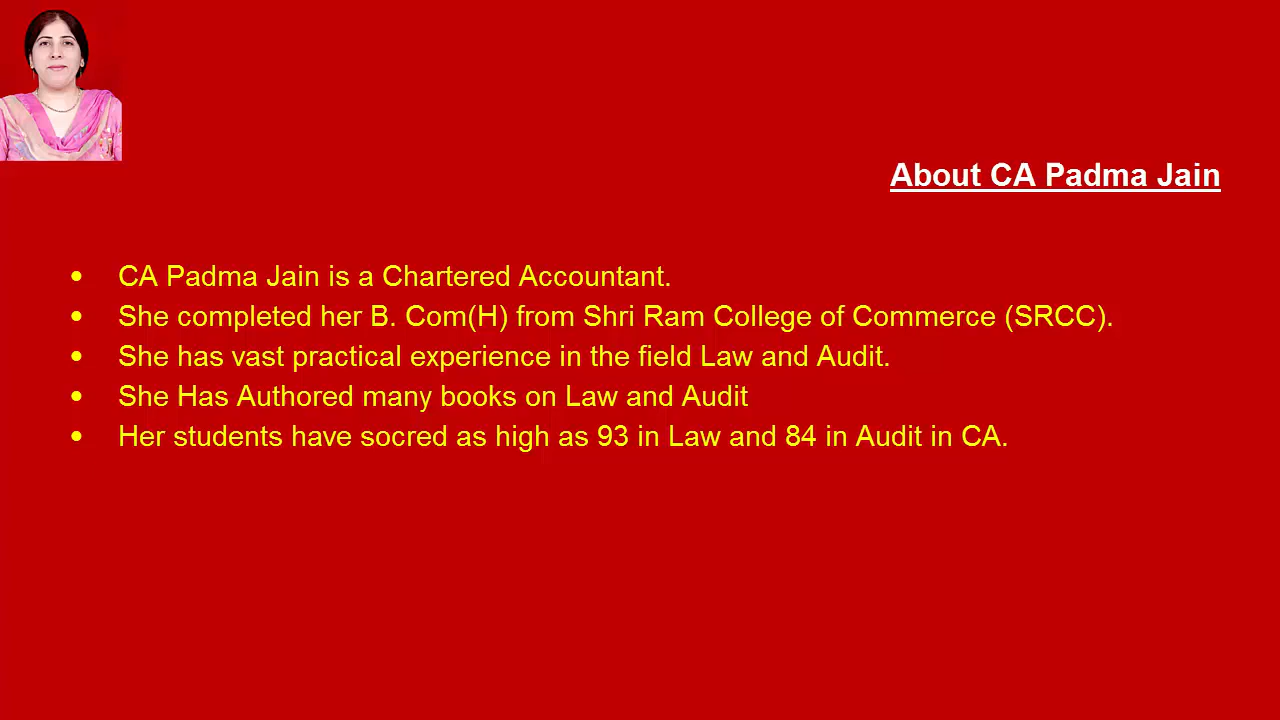 About CA Padma Jain
• CA Padma Jain is a Chartered Accountant.
• She completed her B. Com(H) from Shri Ram College of Commerce (SRCC).
• She has vast practical experience in the field Law and Audit.
• She Has Authored many books on Law and Audit
• Her students have socred as high as 93 in Law and 84 in Audit in CA.